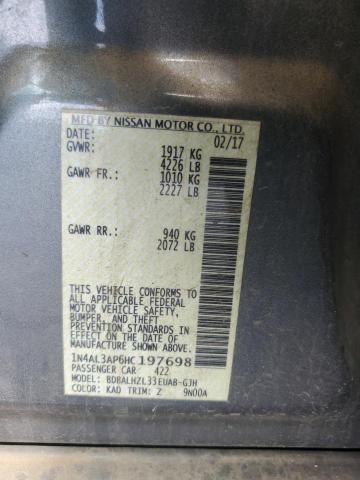 MFD BY NISSAN MOTOR CO., LTD.
DATE: 02/17
GVWR: 1917 KG
4226 LB
GAWR FR: 1010 KG
2227 LB
GAWR RR: 940 KG
2072 LB
THIS VEHICLE CONFORMS TO
ALL APPLICABLE FEDERAL
MOTOR VEHICLE SAFETY,
BUMPER, AND THEFT
PREVENTION STANDARDS IN
EFFECT ON THE DATE OF
MANUFACTURE SHOWN ABOVE.
1N4AL3AP6HC197698
PASSENGER CAR 422
MODEL: BDBALHZL33EUAB-GJH
COLOR: KAD TRIM: Z 9N00A